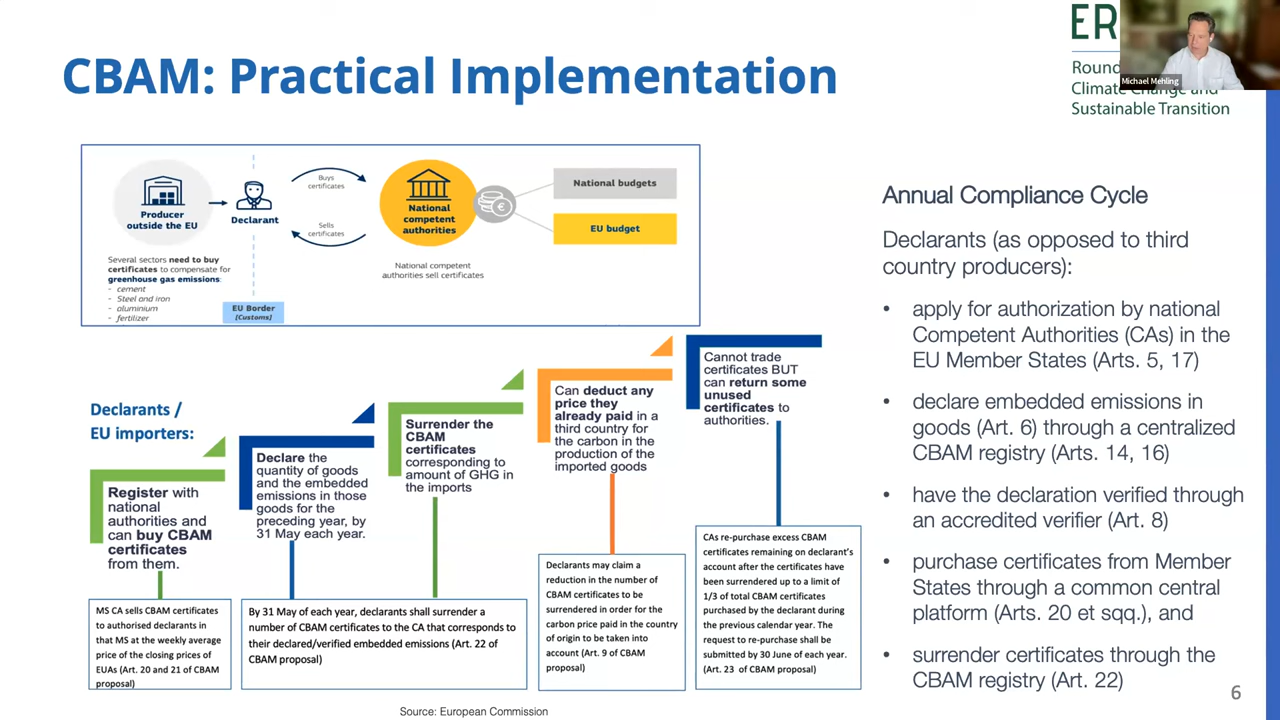 CBAM: Practical Implementation
ER
Michael Mehling
Round
Climate Change and
Sustainable Transition
Producer
outside the EU
Declarant
Buys
certificates
Sells
certificates
National
competent
authorities
National budgets
EU budget
Several sectors need to buy
certificates to compensate for
greenhouse gas emissions:
- cement
- Steel and iron
- aluminium
- fertilizer
EU Border
(Customs)
National competent
authorities sell certificates
Declarants /
EU importers:
Register with
national
authorities and
can buy CBAM
certificates
from them.
Declare the
quantity of goods
and the embedded
emissions in those
goods for the
preceding year, by
31 May each year.
Surrender the
CBAM
certificates
corresponding to
amount of GHG in
the imports
Can deduct any
price they
already paid in a
third country for
the carbon in the
production of the
imported goods
Cannot trade
certificates BUT
can return some
unused
certificates to
authorities.
MS CA sells CBAM certificates
to authorised declarants in
that MS at the weekly average
price of the closing prices of
EUAs (Art. 20 and 21 of CBAM
proposal)
By 31 May of each year, declarants shall surrender a
number of CBAM certificates to the CA that corresponds to
their declared/verified embedded emissions (Art. 22 of
CBAM proposal)
Declarants may claim a
reduction in the number of
CBAM certificates to be
surrendered in order for the
carbon price paid in the country
of origin to be taken into
account (Art. 9 of CBAM
proposal)
CAs re-purchase excess CBAM
certificates remaining on declarant's
account after the certificates have
been surrendered up to a limit of
1/3 of total CBAM certificates
purchased by the declarant during
the previous calendar year. The
request to re-purchase shall be
submitted by 30 June of each year.
(Art. 23 of CBAM proposal)
Source: European Commission
Annual Compliance Cycle
Declarants (as opposed to third
country producers):
• apply for authorization by national
Competent Authorities (CAs) in the
EU Member States (Arts. 5, 17)
• declare embedded emissions in
goods (Art. 6) through a centralized
CBAM registry (Arts. 14, 16)
• have the declaration verified through
an accredited verifier (Art. 8)
• purchase certificates from Member
States through a common central
platform (Arts. 20 et sqq.), and
• surrender certificates through the
CBAM registry (Art. 22)
6